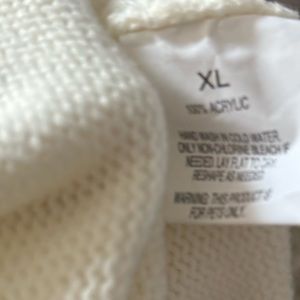 XL
100% ACRYLIC
HAND WASH IN COLD WATER
ONLY NON-CHLORINE BLEACH IF
NEEDED. LAY FLAT TO DRY.
RESHAPE AS NEEDED
WARNING: THIS PRODUCT IS
FOR PETS ONLY.